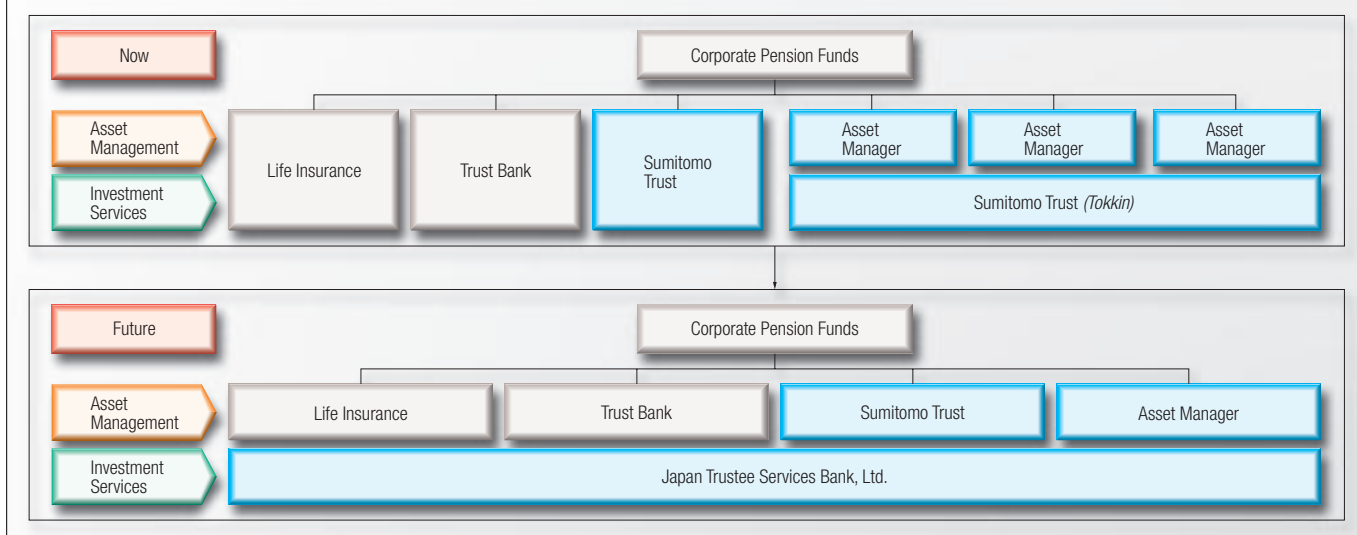 Now
Corporate Pension Funds
Asset
Management
Investment
Services
Life Insurance
Trust Bank
Sumitomo
Trust
Asset
Manager
Asset
Manager
Asset
Manager
Sumitomo Trust (Tokkin)
Future
Corporate Pension Funds
Asset
Management
Life Insurance
Trust Bank
Sumitomo Trust
Asset Manager
Investment
Services
Japan Trustee Services Bank, Ltd.